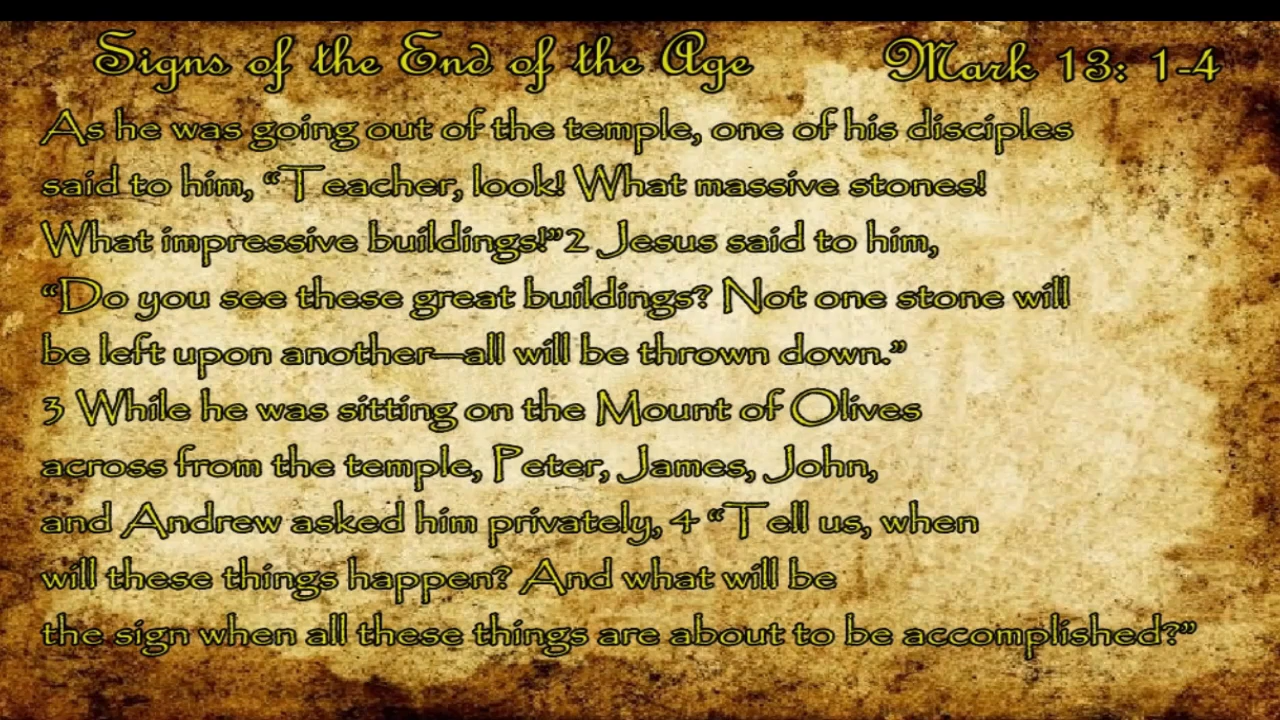 Signs of the End of the Age Mark 13: 1-4
As he was going out of the temple, one of his disciples
said to him, “Teacher, look! What massive stones!
What impressive buildings!”2 Jesus said to him,
“Do you see these great buildings? Not one stone will
be left upon another—all will be thrown down.”
3 While he was sitting on the Mount of Olives
across from the temple, Peter, James, John,
and Andrew asked him privately, 4 “Tell us, when
will these things happen? And what will be
the sign when all these things are about to be accomplished?”